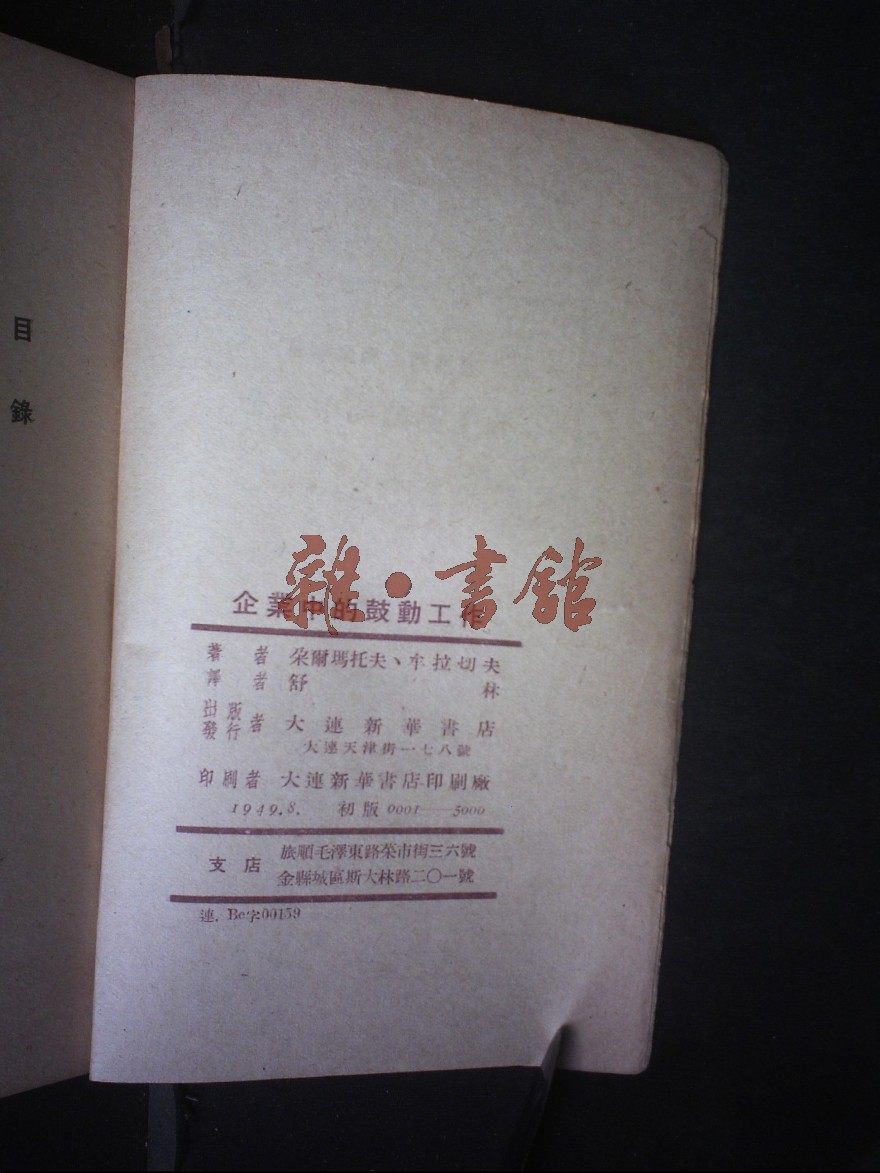 目錄
雜·書館
企業中的鼓動工作
著者 朵爾瑪托夫、牟拉切夫
譯者 舒林
出版發行者 大連新華書店
大連天津街一七八號
印刷者 大連新華書店印刷廠
1949.8. 初版 0001——5000
支店 旅順毛澤東路榮市街三六號
金縣城區斯大林路二〇一號
連. Bc字00159